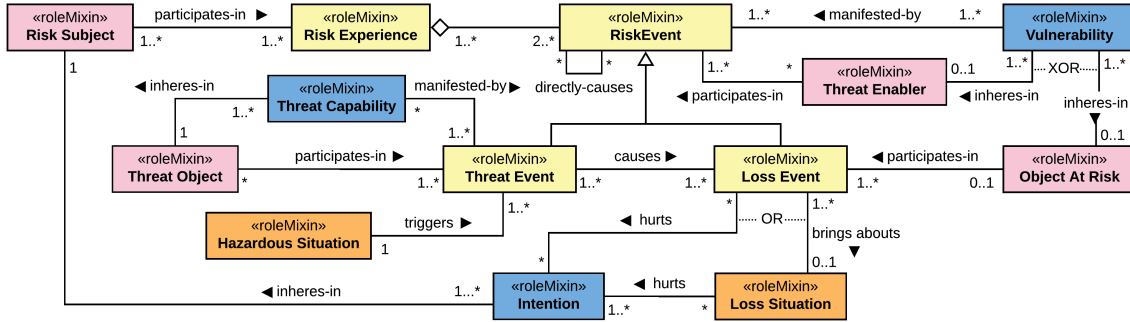 «roleMixin»
Risk Subject
participates-in ►
1..*
1..*
«roleMixin»
Risk Experience
1..*
2..*
«roleMixin»
RiskEvent
1..*
◄ manifested-by
1..*
«roleMixin»
Vulnerability
1
*
*
directly-causes
1..*
*
«roleMixin»
Threat Enabler
0..1
1..*
XOR
1..*
◄ participates-in
◄ inheres-in
inheres-in
▼
0..1
◄ inheres-in
1..*
«roleMixin»
Threat Capability
manifested-by ►
*
1..*
1
«roleMixin»
Threat Object
*
participates-in ►
1..*
«roleMixin»
Threat Event
causes ►
1..*
1..*
«roleMixin»
Loss Event
◄ participates-in
1..*
0..1
«roleMixin»
Object At Risk
«roleMixin»
Hazardous Situation
triggers ►
1
1..*
*
◄ hurts
*
OR
1..*
brings abouts
▼
0..1
◄ inheres-in
1...*
«roleMixin»
Intention
◄ hurts
1..*
*
«roleMixin»
Loss Situation